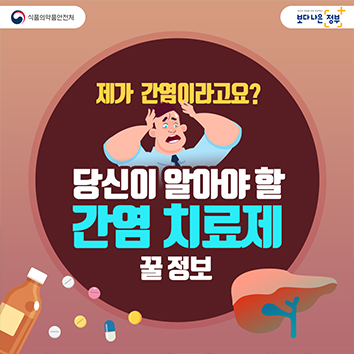 식품의약품안전처
보다나은 정부
제가 간염이라고요?
당신이 알아야 할
간염 치료제
꿀 정보